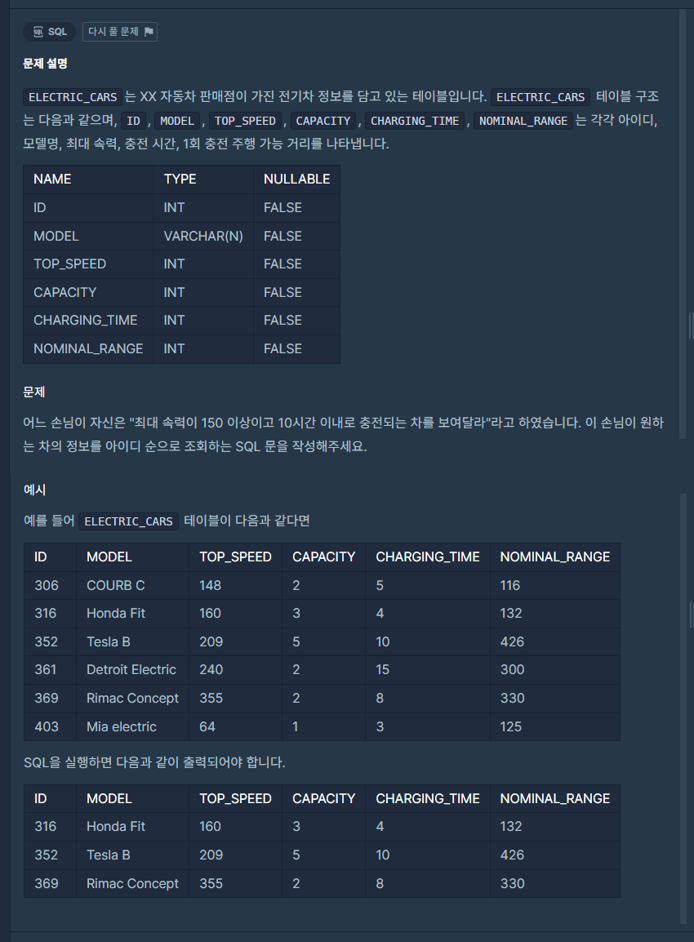 SQL 다시 풀 문제
문제 설명
ELECTRIC_CARS 는 XX 자동차 판매점이 가진 전기차 정보를 담고 있는 테이블입니다. ELECTRIC_CARS 테이블 구조
는 다음과 같으며, ID , MODEL , TOP_SPEED , CAPACITY , CHARGING_TIME , NOMINAL_RANGE 는 각각 아이디,
모델명, 최대 속력, 충전 시간, 1회 충전 주행 가능 거리를 나타냅니다.
NAME TYPE NULLABLE
ID INT FALSE
MODEL VARCHAR(N) FALSE
TOP_SPEED INT FALSE
CAPACITY INT FALSE
CHARGING_TIME INT FALSE
NOMINAL_RANGE INT FALSE
문제
어느 손님이 자신은 "최대 속력이 150 이상이고 10시간 이내로 충전되는 차를 보여달라"라고 하였습니다. 이 손님이 원하
는 차의 정보를 아이디 순으로 조회하는 SQL 문을 작성해주세요.
예시
예를 들어 ELECTRIC_CARS 테이블이 다음과 같다면
ID MODEL TOP_SPEED CAPACITY CHARGING_TIME NOMINAL_RANGE
306 COURB C 148 2 5 116
316 Honda Fit 160 3 4 132
352 Tesla B 209 5 10 426
361 Detroit Electric 240 2 15 300
369 Rimac Concept 355 2 8 330
403 Mia electric 64 1 3 125
SQL을 실행하면 다음과 같이 출력되어야 합니다.
ID MODEL TOP_SPEED CAPACITY CHARGING_TIME NOMINAL_RANGE
316 Honda Fit 160 3 4 132
352 Tesla B 209 5 10 426
369 Rimac Concept 355 2 8 330